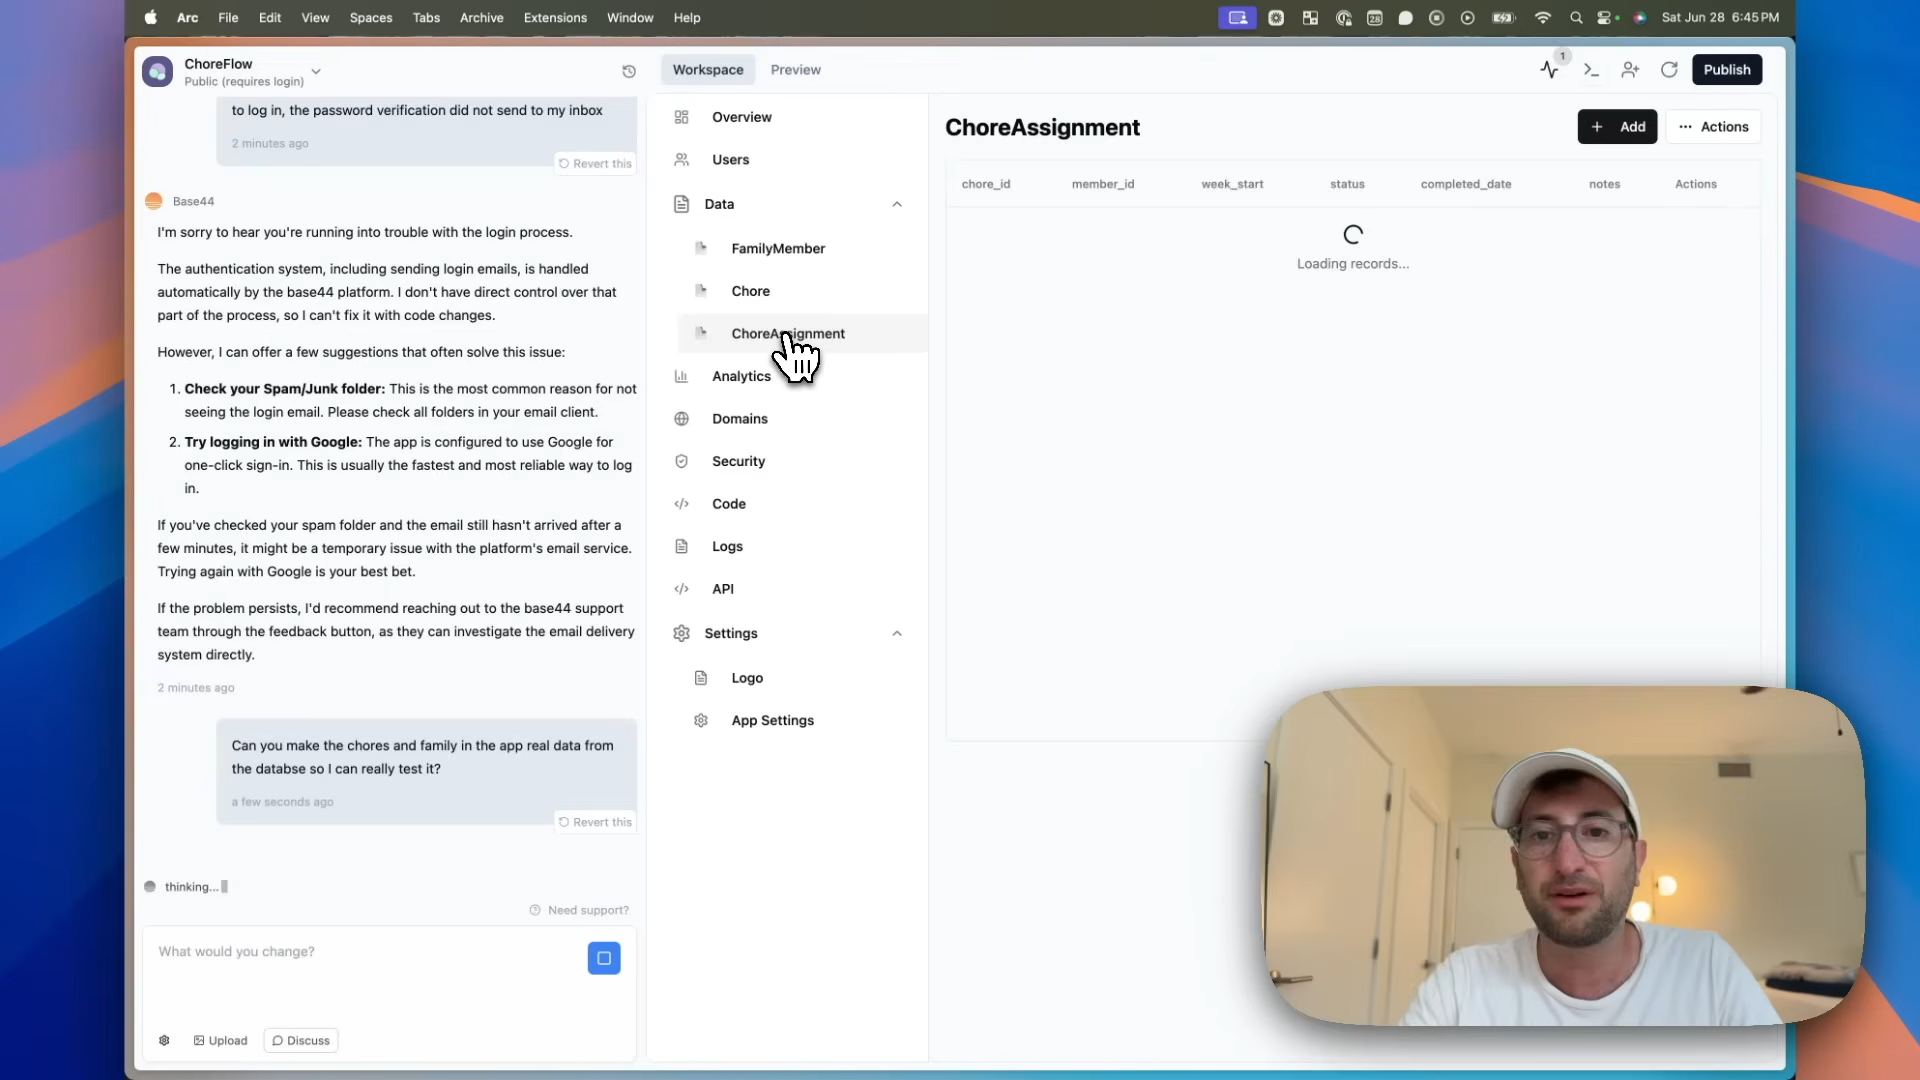 Arc File Edit View Spaces Tabs Archive Extensions Window Help
28
Sat Jun 28 6:45 PM
ChoreFlow
Public (requires login)
Workspace
Preview
1
Publish
to log in, the password verification did not send to my inbox
2 minutes ago
Revert this
Base44
I'm sorry to hear you're running into trouble with the login process.
The authentication system, including sending login emails, is handled
automatically by the base44 platform. I don't have direct control over that
part of the process, so I can't fix it with code changes.
However, I can offer a few suggestions that often solve this issue:
1. Check your Spam/Junk folder: This is the most common reason for not
seeing the login email. Please check all folders in your email client.
2. Try logging in with Google: The app is configured to use Google for
one-click sign-in. This is usually the fastest and most reliable way to log
in.
If you've checked your spam folder and the email still hasn't arrived after a
few minutes, it might be a temporary issue with the platform's email service.
Trying again with Google is your best bet.
If the problem persists, I'd recommend reaching out to the base44 support
team through the feedback button, as they can investigate the email delivery
system directly.
2 minutes ago
Can you make the chores and family in the app real data from
the databse so I can really test it?
a few seconds ago
Revert this
thinking...
Need support?
What would you change?
Upload
Discuss
Overview
Users
Data
FamilyMember
Chore
ChoreAssignment
Analytics
Domains
Security
Code
Logs
API
Settings
Logo
App Settings
ChoreAssignment
+ Add
Actions
chore_id member_id week_start status completed_date notes Actions
Loading records...